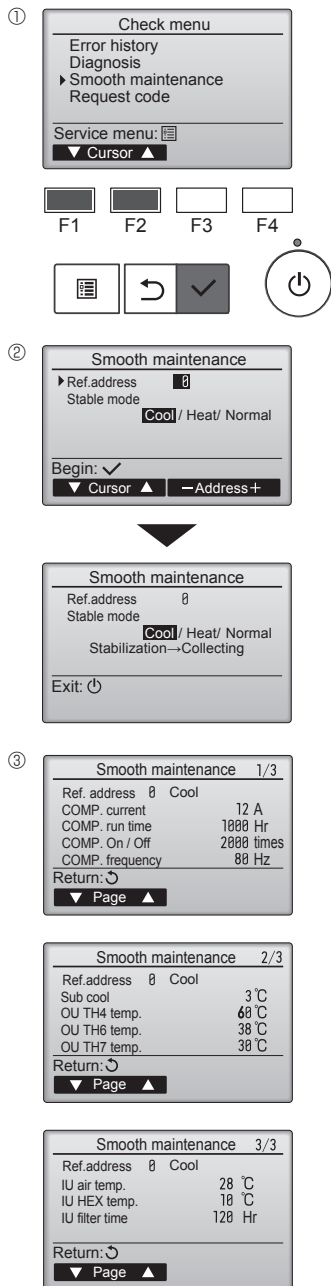 ①
Check menu
Error history
Diagnosis
Smooth maintenance
Request code
Service menu:
▼ Cursor ▲
F1 F2 F3 F4
②
Smooth maintenance
Ref.address 0
Stable mode
Cool / Heat/ Normal
Begin: ✓
▼ Cursor ▲ −Address+
Smooth maintenance
Ref.address 0
Stable mode
Cool / Heat/ Normal
Stabilization→Collecting
Exit:
③
Smooth maintenance 1/3
Ref. address 0 Cool
COMP. current 12 A
COMP. run time 1000 Hr
COMP. On / Off 2000 times
COMP. frequency 80 Hz
Return:
▼ Page ▲
Smooth maintenance 2/3
Ref.address 0 Cool
Sub cool 3 ℃
OU TH4 temp. 60 ℃
OU TH6 temp. 38 ℃
OU TH7 temp. 30 ℃
Return:
▼ Page ▲
Smooth maintenance 3/3
Ref.address 0 Cool
IU air temp. 28 ℃
IU HEX temp. 10 ℃
IU filter time 120 Hr
Return:
▼ Page ▲